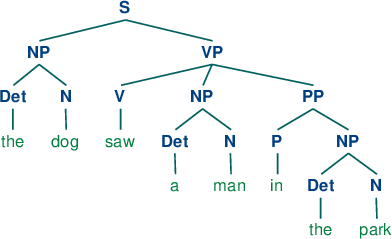 S
NP VP
Det N V NP PP
the dog saw Det N P NP
a man in Det N
the park